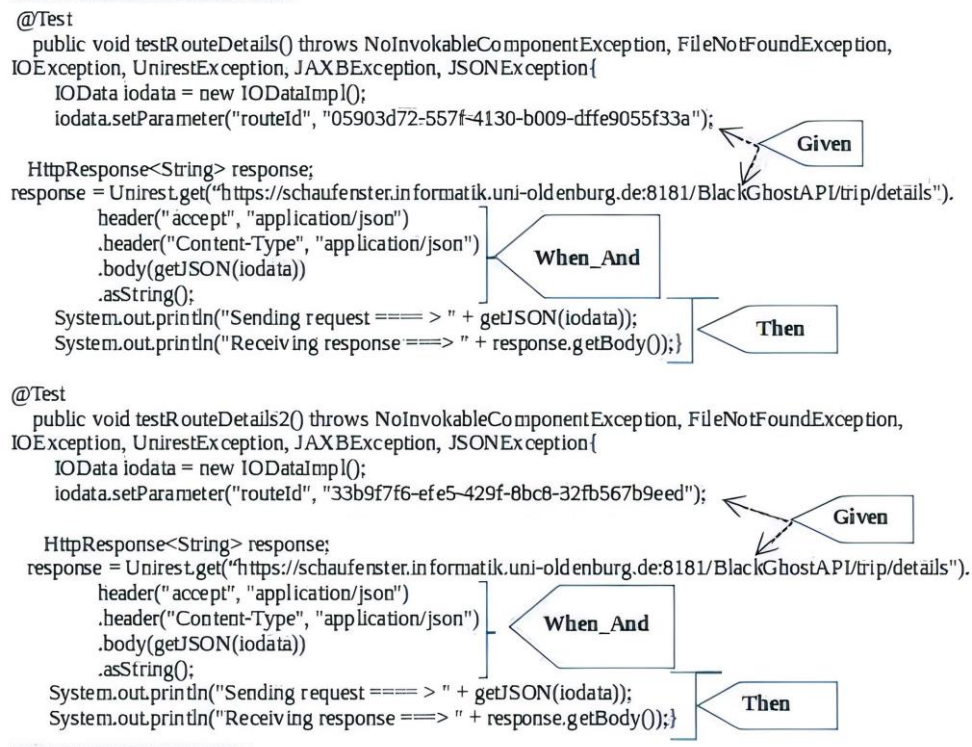 @Test
public void testRouteDetails() throws NoInvokableComponentException, FileNotFoundException,
IOException, UnirestException, JAXBException, JSONException{
IOData iodata = new IODataImpl();
iodata.setParameter("routeId", "05903d72-557f-4130-b009-dffe9055f33a");
Given
HttpResponse<String> response;
response = Unirest.get("https://schaufenster.informatik.uni-oldenburg.de:8181/BlackGhostAPI/trip/details").
header("accept", "application/json")
.header("Content-Type", "application/json")
When_And
.body(getJSON(iodata))
.asString();
System.out.println("Sending request ==== > " + getJSON(iodata));
Then
System.out.println("Receiving response ===> " + response.getBody());}
@Test
public void testRouteDetails2() throws NoInvokableComponentException, FileNotFoundException,
IOException, UnirestException, JAXBException, JSONException{
IOData iodata = new IODataImpl();
iodata.setParameter("routeId", "33b9f7f6-efe5-429f-8bc8-32fb567b9eed");
Given
HttpResponse<String> response;
response = Unirest.get("https://schaufenster.informatik.uni-oldenburg.de:8181/BlackGhostAPI/trip/details").
header("accept", "application/json")
.header("Content-Type", "application/json")
When_And
.body(getJSON(iodata))
.asString();
System.out.println("Sending request ==== > " + getJSON(iodata));
Then
System.out.println("Receiving response ===> " + response.getBody());}